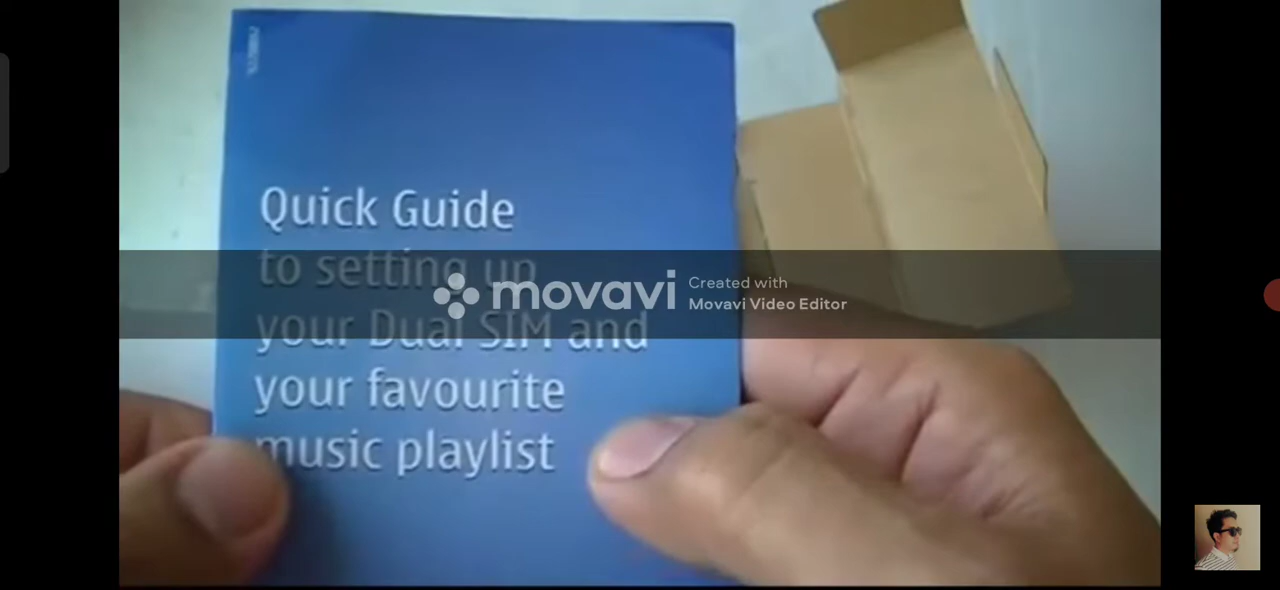 Quick Guide
to setting up
your Dual SIM and
your favourite
music playlist
movavi
Created with
Movavi Video Editor